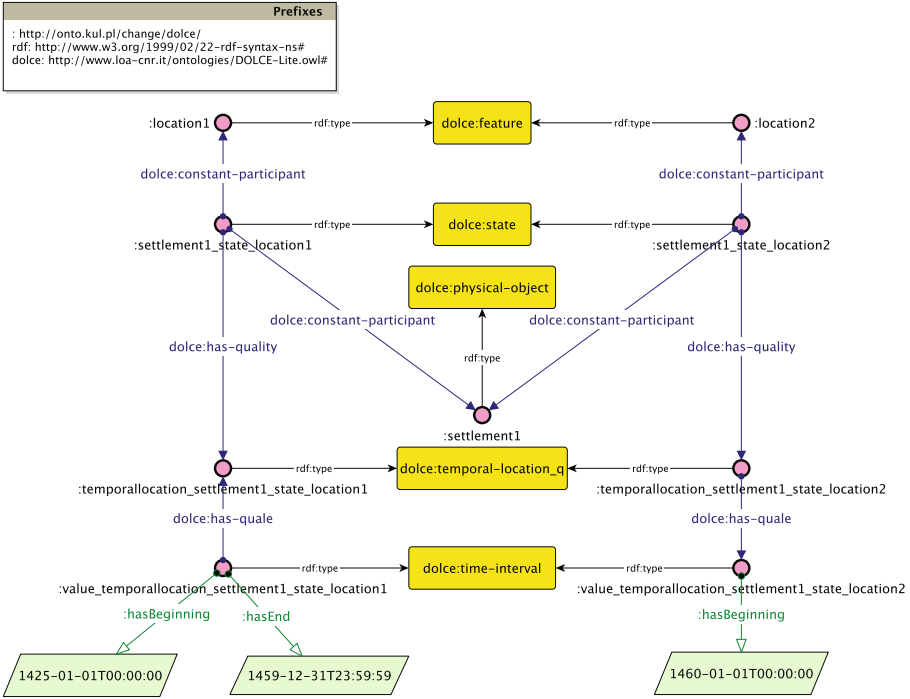 Prefixes
: http://onto.kul.pl/change/dolce/
rdf: http://www.w3.org/1999/02/22-rdf-syntax-ns#
dolce: http://www.loa-cnr.it/ontologies/DOLCE-Lite.owl#
:location1
rdf:type
dolce:feature
rdf:type
:location2
dolce:constant-participant
dolce:constant-participant
rdf:type
dolce:state
rdf:type
:settlement1_state_location1
:settlement1_state_location2
dolce:physical-object
dolce:constant-participant
dolce:constant-participant
dolce:has-quality
dolce:has-quality
rdf:type
:settlement1
rdf:type
dolce:temporal-location_q
rdf:type
:temporallocation_settlement1_state_location1
:temporallocation_settlement1_state_location2
dolce:has-quale
dolce:has-quale
rdf:type
dolce:time-interval
rdf:type
:value_temporallocation_settlement1_state_location1
:value_temporallocation_settlement1_state_location2
:hasBeginning
:hasEnd
:hasBeginning
1425-01-01T00:00:00
1459-12-31T23:59:59
1460-01-01T00:00:00